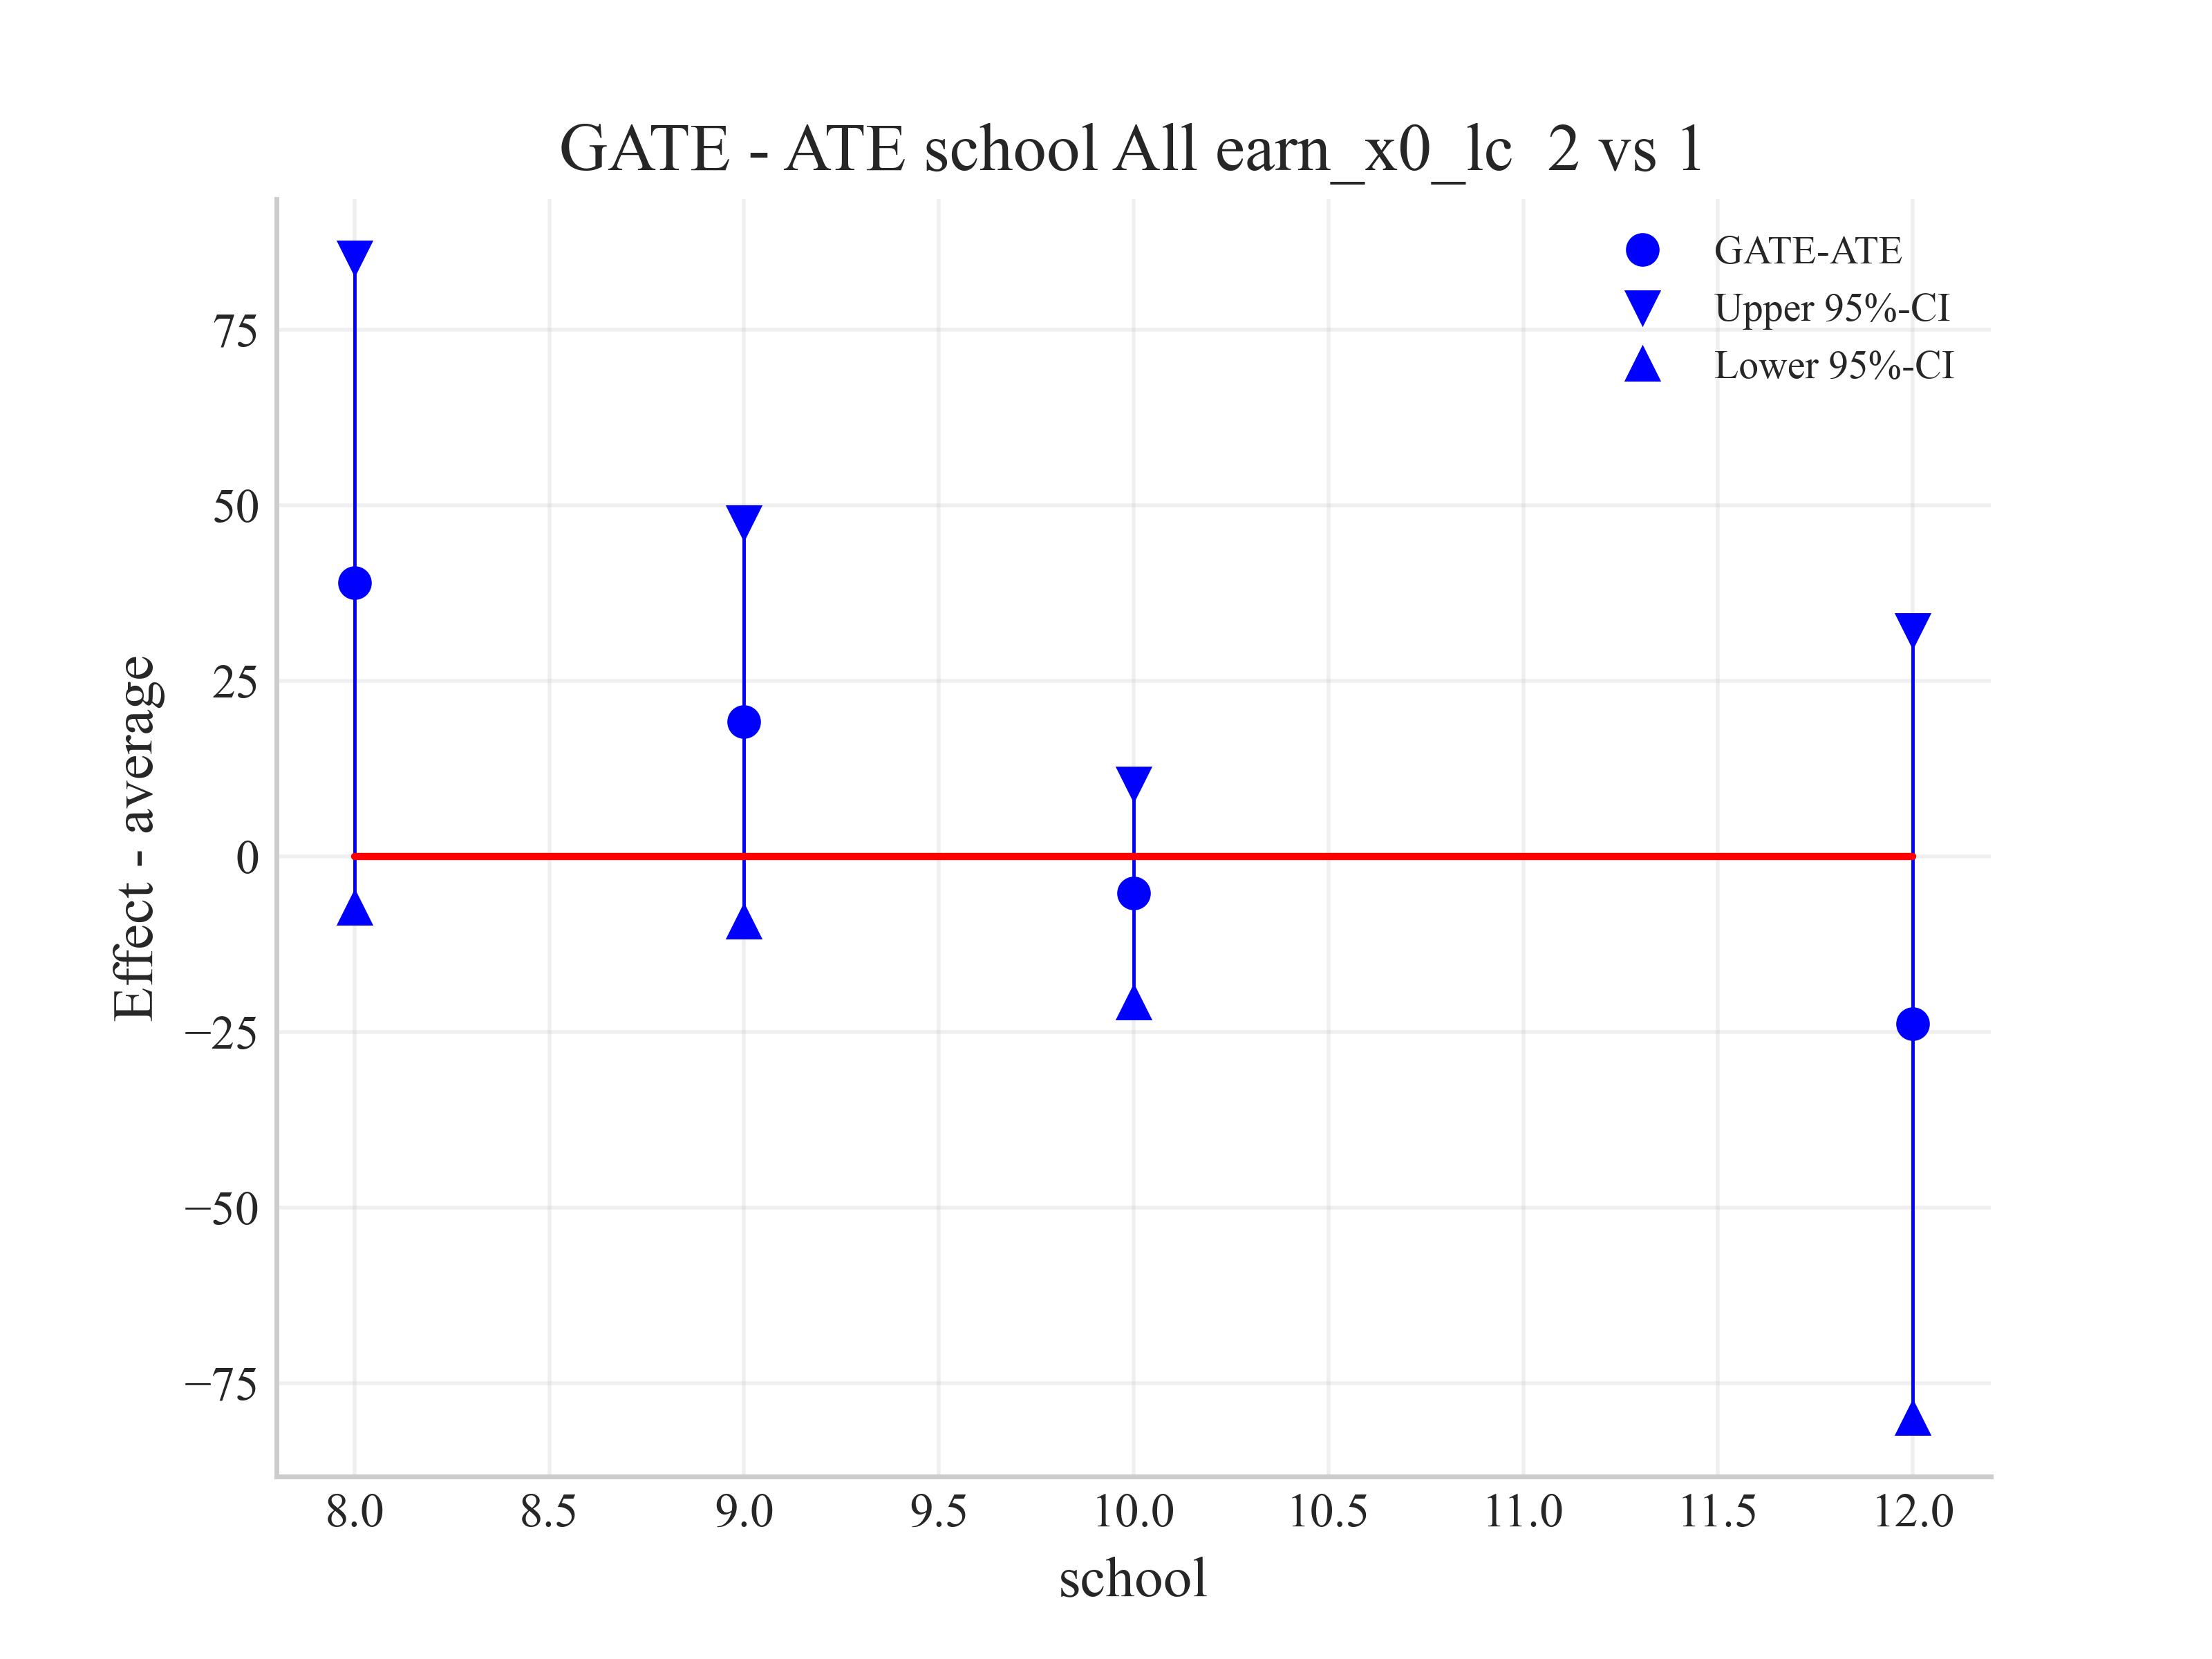 GATE - ATE school All earn_x0_lc 2 vs 1
GATE-ATE
Upper 95%-CI
Lower 95%-CI
75
50
25
0
−25
−50
−75
Effect - average
8.0 8.5 9.0 9.5 10.0 10.5 11.0 11.5 12.0
school